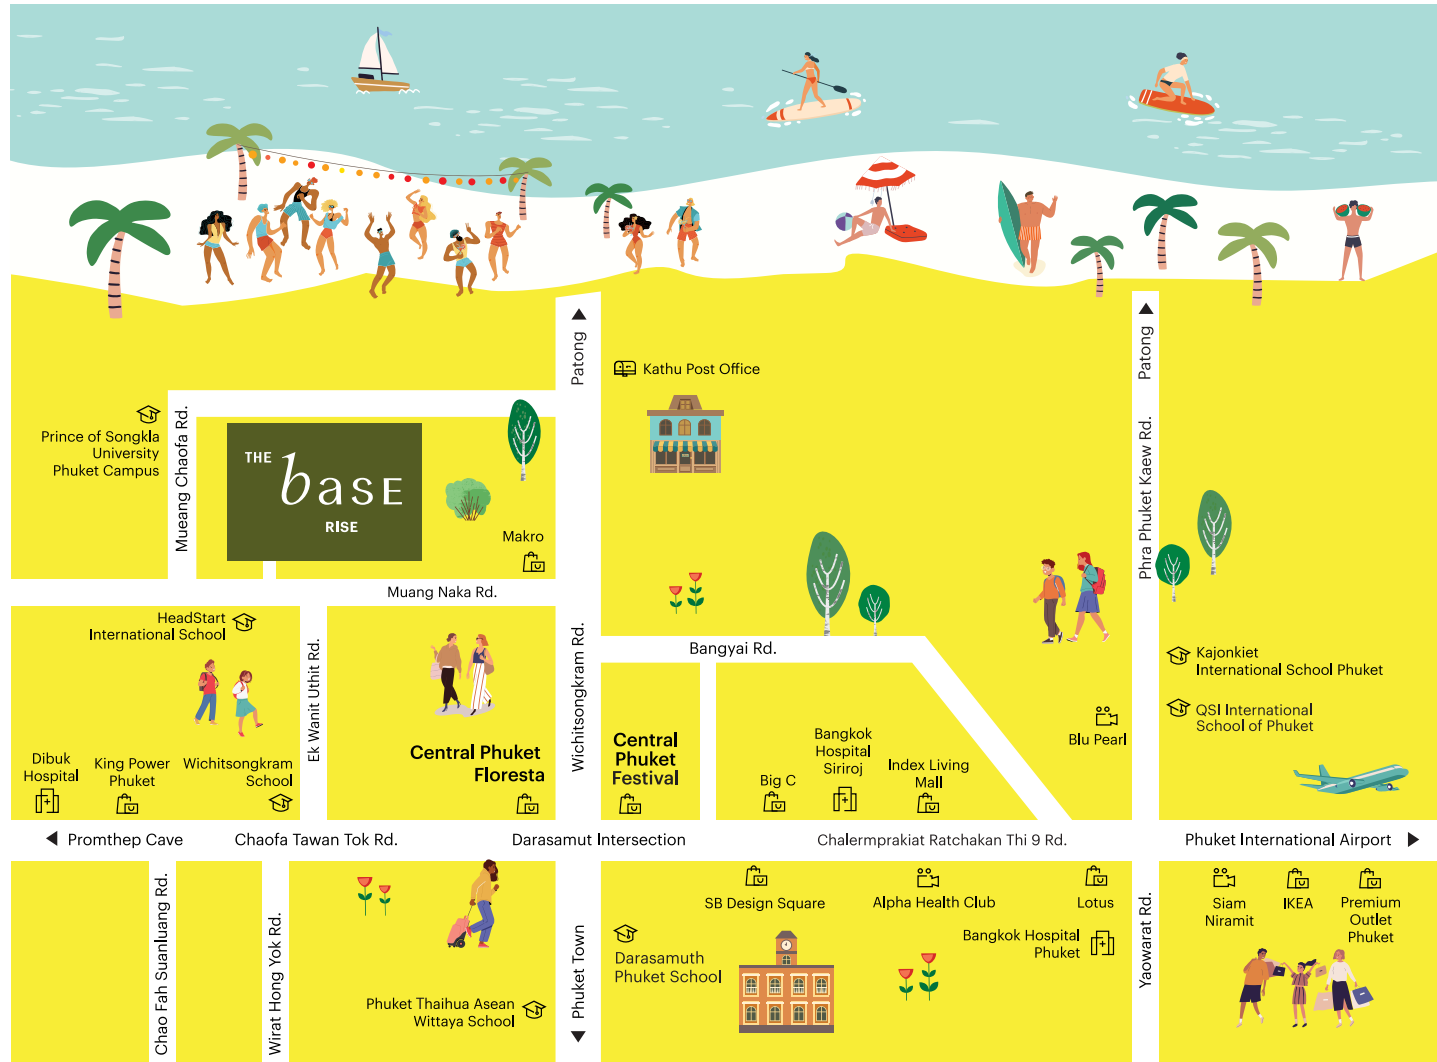 Patong
Patong
Kathu Post Office
Prince of Songkla
University
Phuket Campus
Mueang Chaofa Rd.
THE
base
RISE
Makro
Phra Phuket Kaew Rd.
Muang Naka Rd.
HeadStart
International School
Ek Wanit Uthit Rd.
Wichitsongkram Rd.
Bangyai Rd.
Kajonkiet
International School Phuket
QSI International
School of Phuket
Blu Pearl
Dibuk
Hospital
King Power
Phuket
Wichitsongkram
School
Central Phuket
Floresta
Central
Phuket
Festival
Big C
Bangkok
Hospital
Siriroj
Index Living
Mall
Promthep Cave
Chaofa Tawan Tok Rd.
Darasamut Intersection
Chalermprakiat Ratchakan Thi 9 Rd.
Phuket International Airport
Chao Fah Suanluang Rd.
Wirat Hong Yok Rd.
Phuket Thaihua Asean
Wittaya School
Phuket Town
Darasamuth
Phuket School
SB Design Square
Alpha Health Club
Lotus
Bangkok Hospital
Phuket
Yaowarat Rd.
Siam
Niramit
IKEA
Premium
Outlet
Phuket